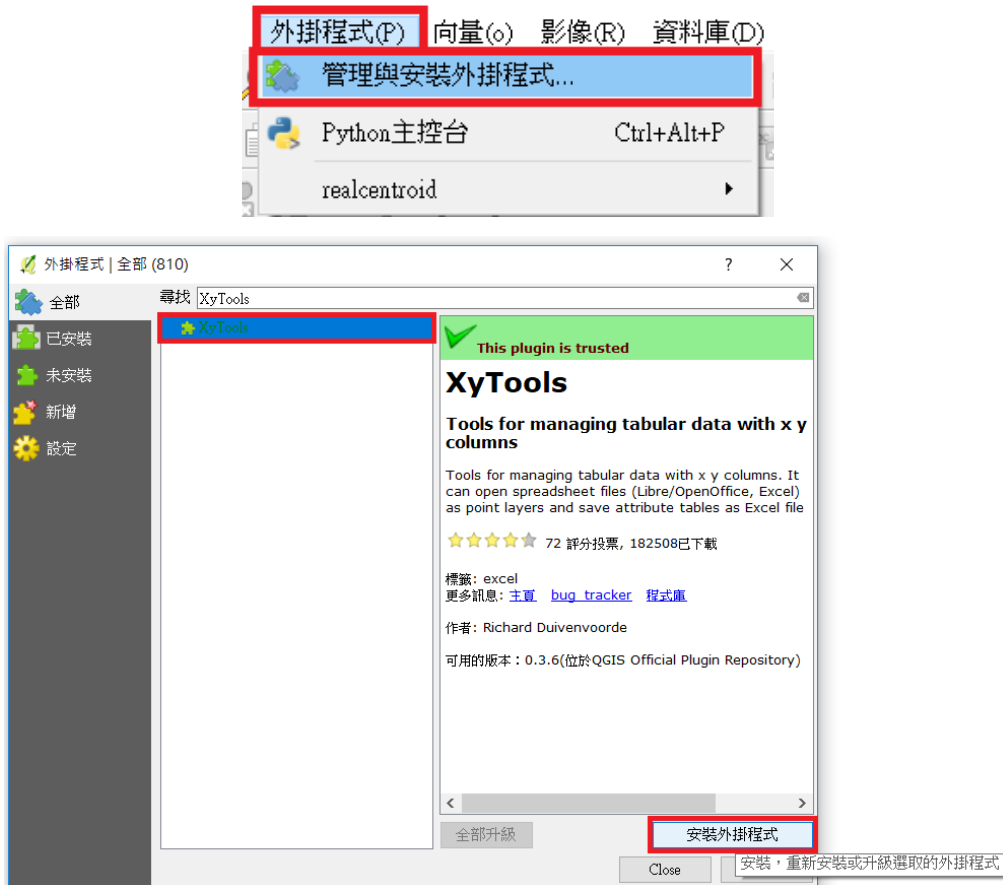 外掛程式(P) 向量(o) 影像(R) 資料庫(D)
管理與安裝外掛程式...
Python主控台 Ctrl+Alt+P
realcentroid
外掛程式 | 全部 (810) ?
全部
尋找 XyTools
已安裝
未安裝
新增
設定
XyTools
This plugin is trusted
XyTools
Tools for managing tabular data with x y
columns
Tools for managing tabular data with x y columns. It
can open spreadsheet files (Libre/OpenOffice, Excel)
as point layers and save attribute tables as Excel file
72 評分投票, 182508已下載
標籤: excel
更多訊息: 主頁 bug tracker 程式庫
作者: Richard Duivenvoorde
可用的版本：0.3.6(位於QGIS Official Plugin Repository)
全部升級 安裝外掛程式
Close 安裝，重新安裝或升級選取的外掛程式